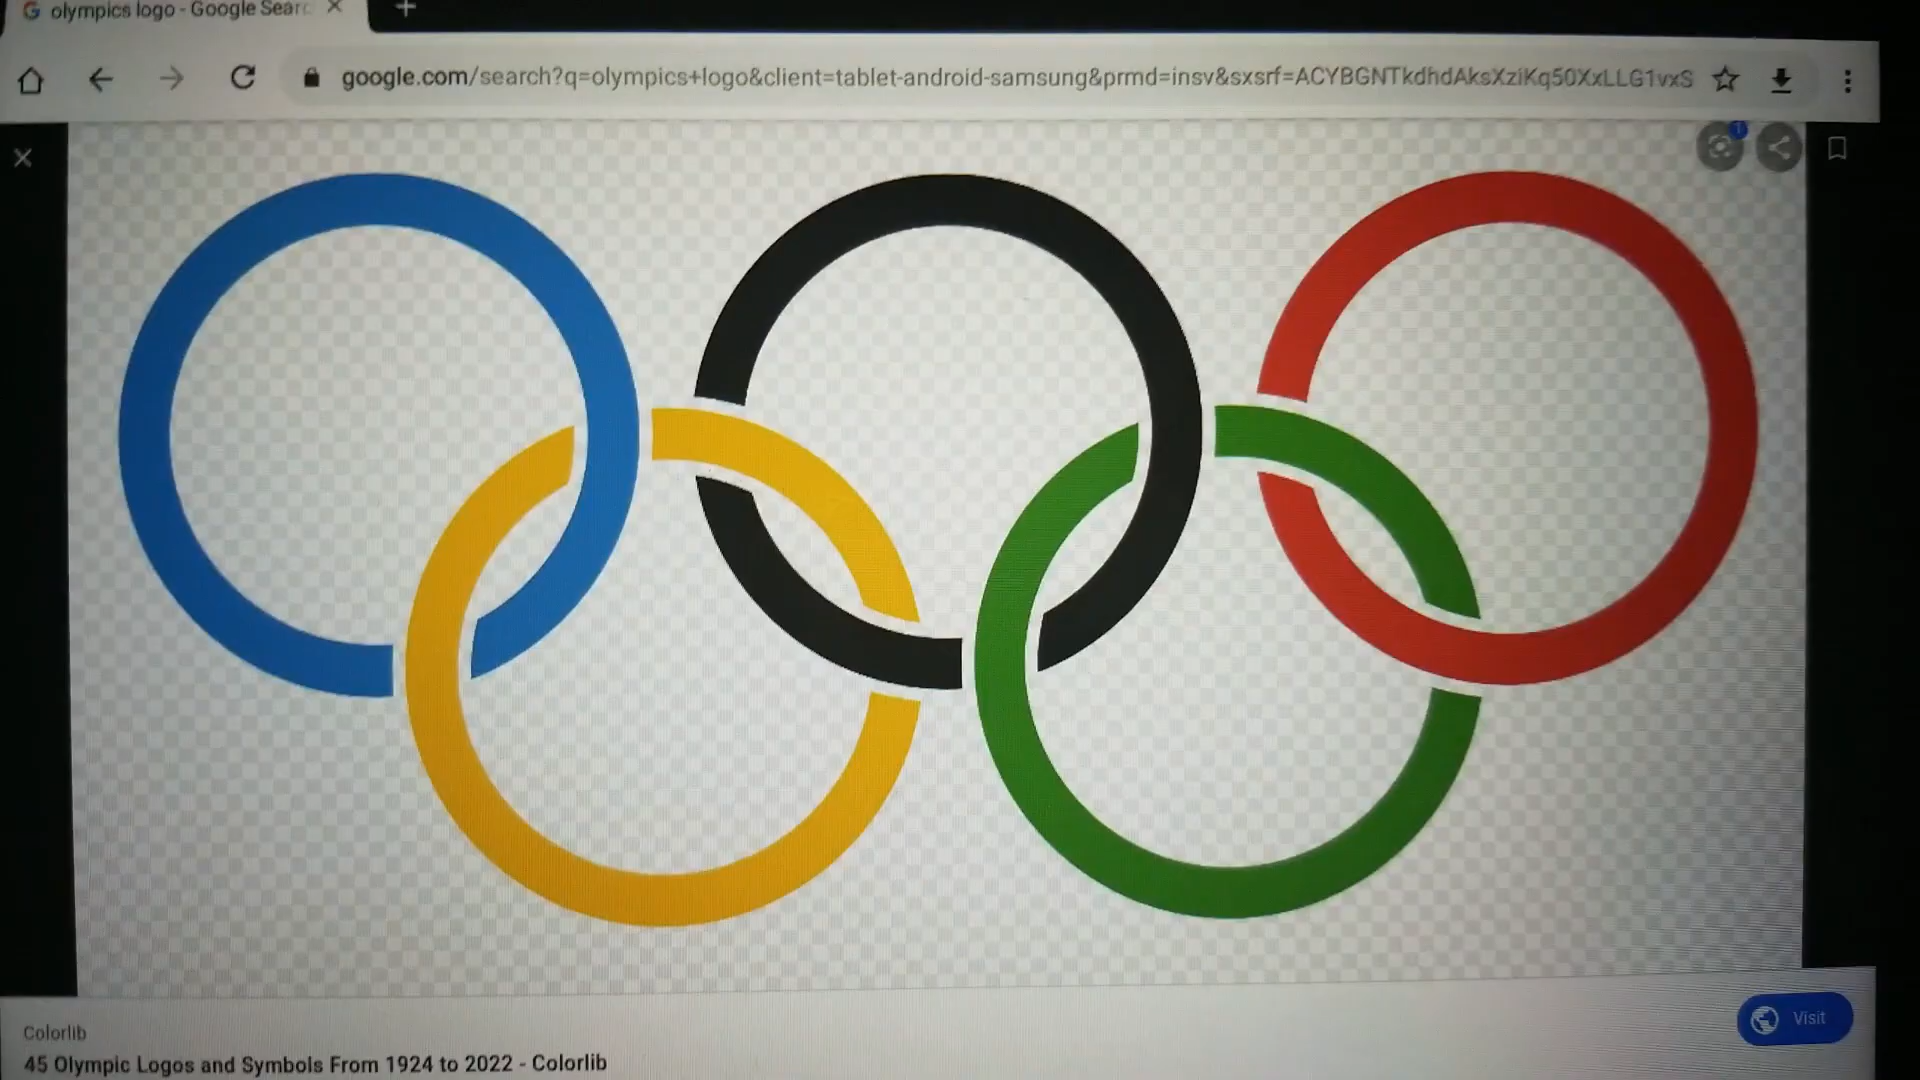 olympics logo - Google Sear
google.com/search?q=olympics+logo&client=tablet-android-samsung&prmd=insv&sxsrf=ACYBGNTkdhdAksXziKq50XxLLG1vxS
Colorlib
Visit
45 Olympic Logos and Symbols From 1924 to 2022 - Colorlib